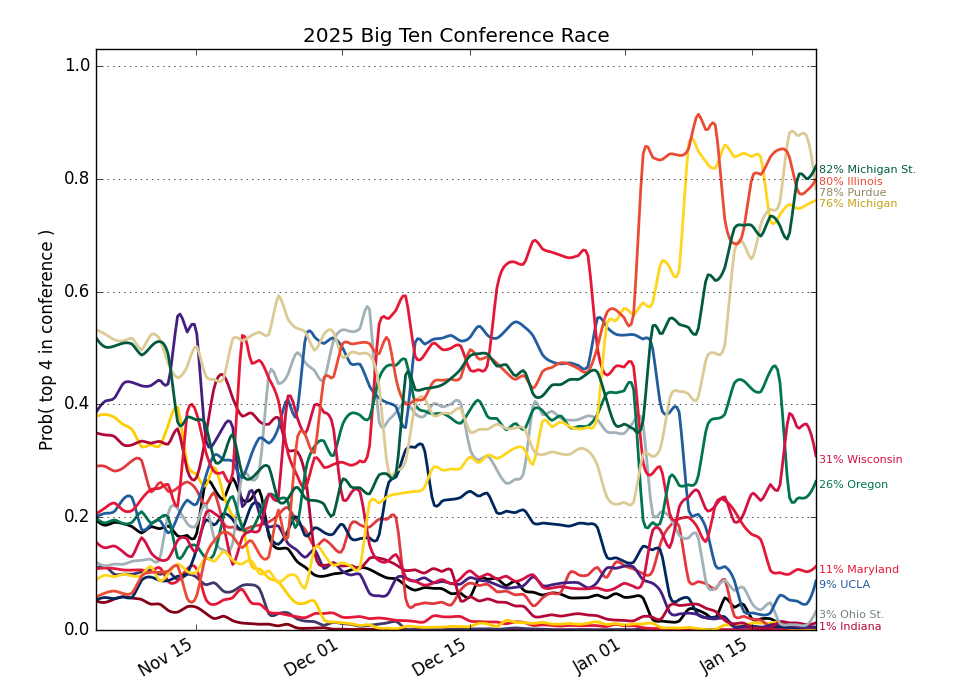 2025 Big Ten Conference Race
Prob( top 4 in conference )
1.0
0.8
0.6
0.4
0.2
0.0
82% Michigan St.
80% Illinois
78% Purdue
76% Michigan
31% Wisconsin
26% Oregon
11% Maryland
9% UCLA
3% Ohio St.
1% Indiana
Nov 15
Dec 01
Dec 15
Jan 01
Jan 15